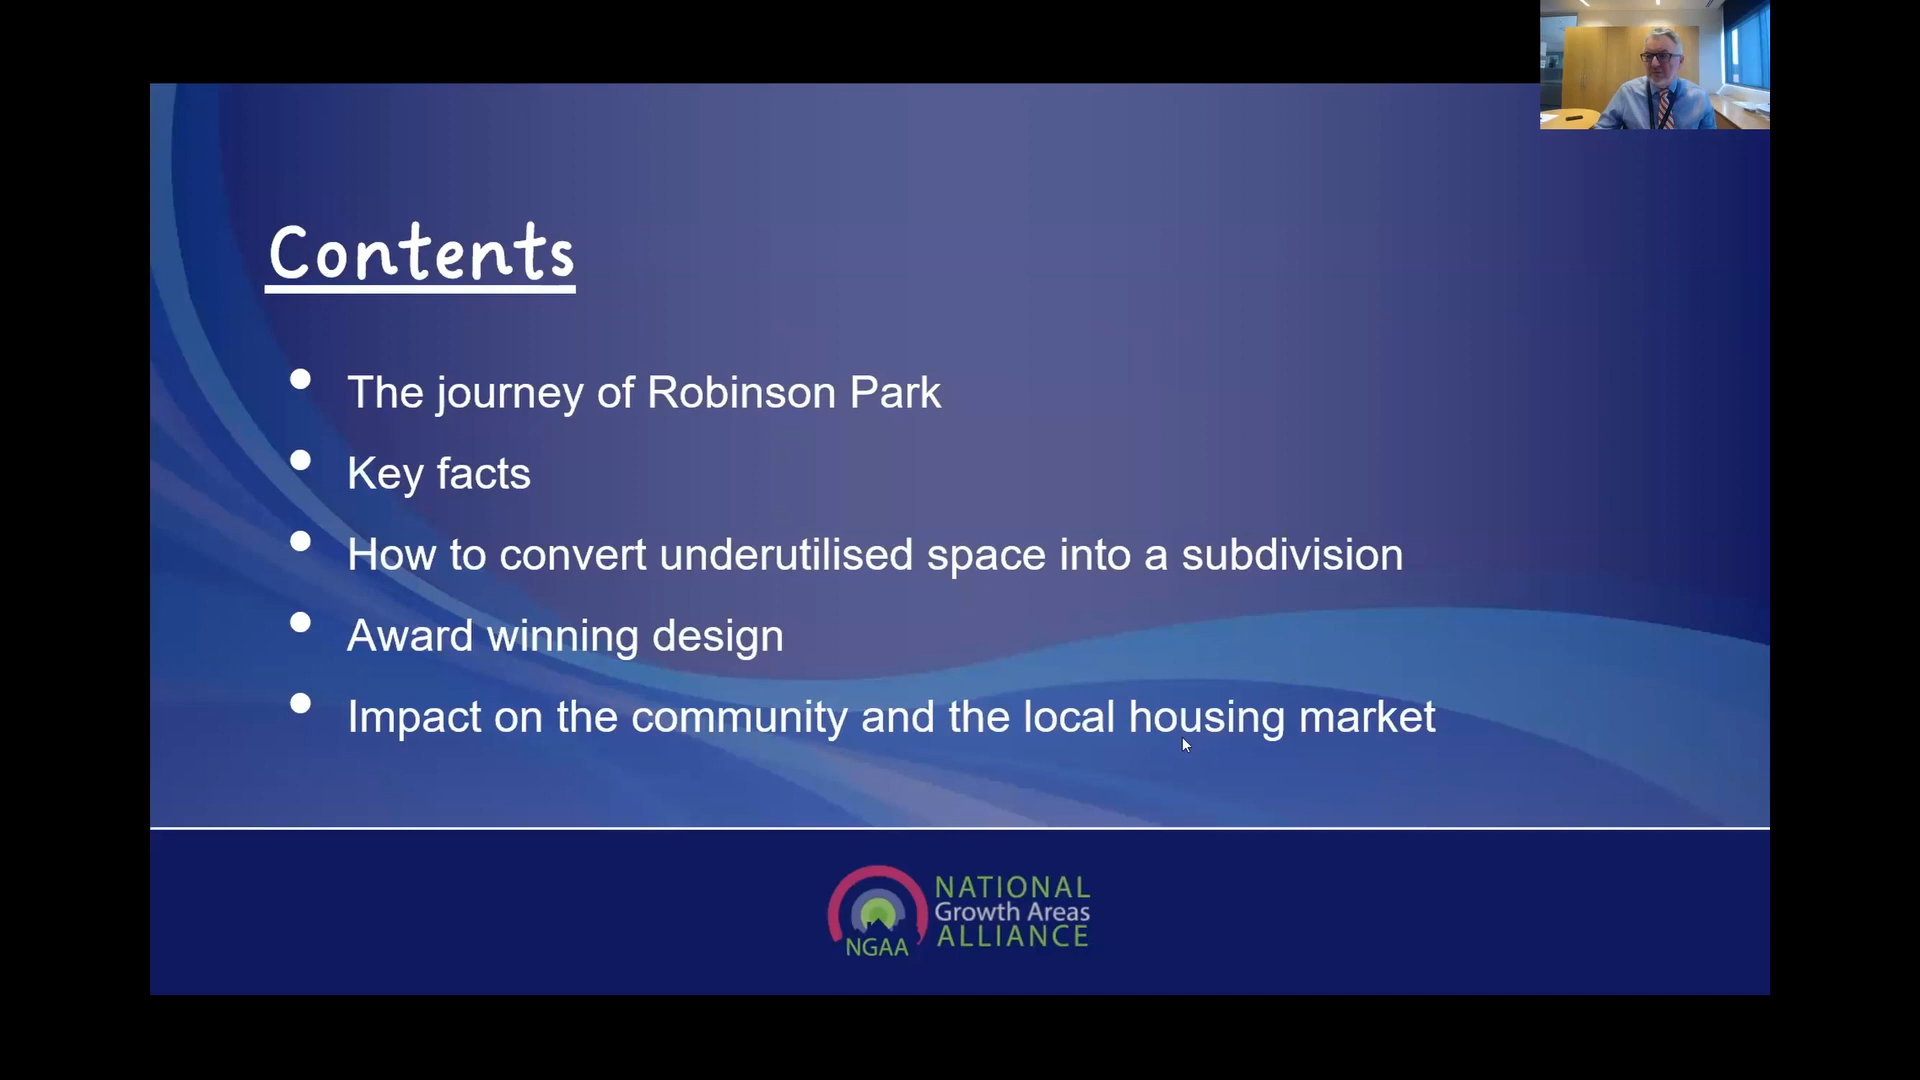 Contents
The journey of Robinson Park
Key facts
How to convert underutilised space into a subdivision
Award winning design
Impact on the community and the local housing market
NGAA
NATIONAL
Growth Areas
ALLIANCE